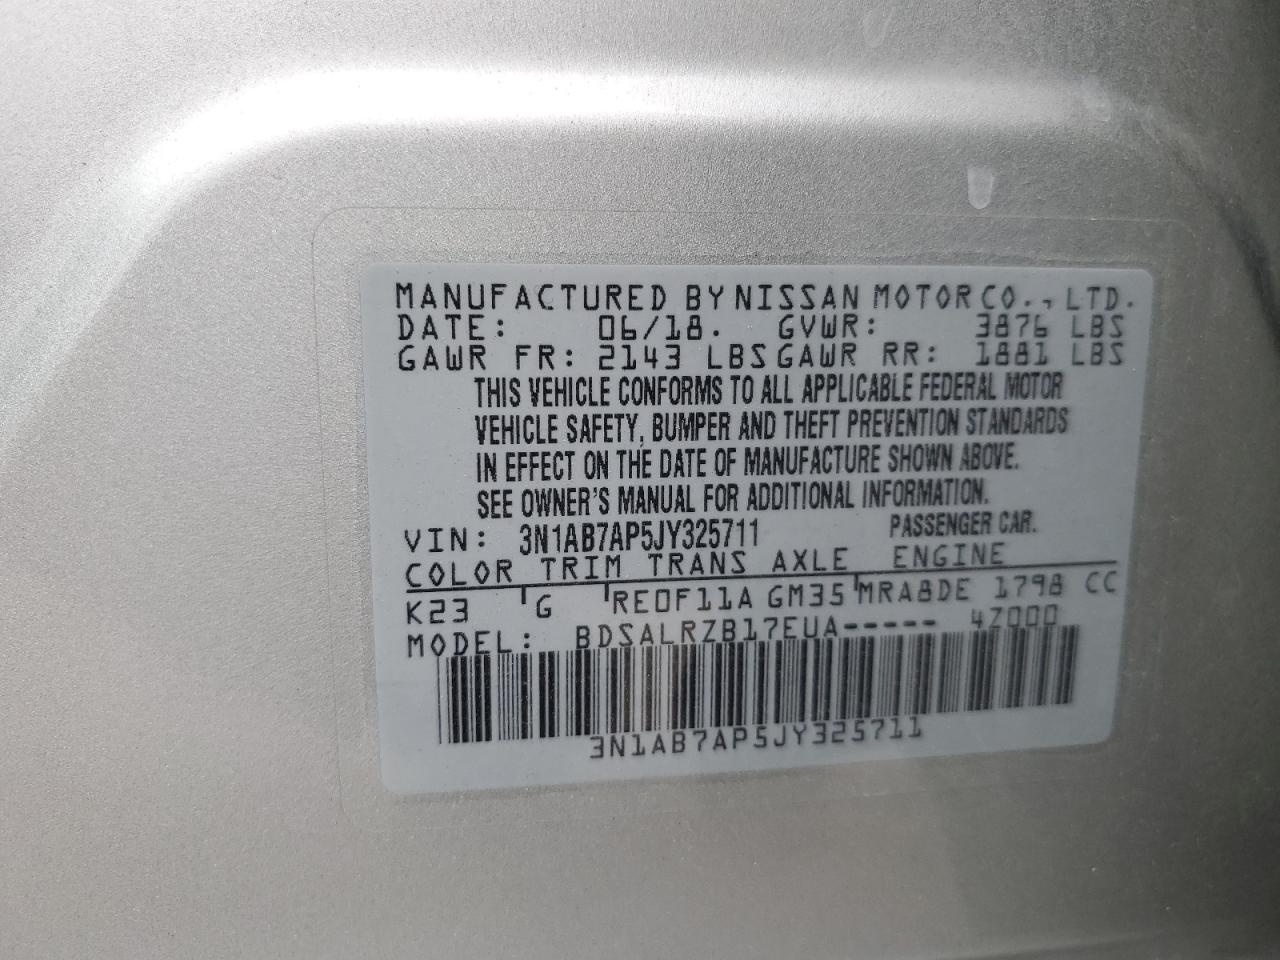 MANUFACTURED BY NISSAN MOTOR CO., LTD.
DATE: 06/18. GVWR: 3876 LBS
GAWR FR: 2143 LBS GAWR RR: 1881 LBS
THIS VEHICLE CONFORMS TO ALL APPLICABLE FEDERAL MOTOR
VEHICLE SAFETY, BUMPER AND THEFT PREVENTION STANDARDS
IN EFFECT ON THE DATE OF MANUFACTURE SHOWN ABOVE.
SEE OWNER'S MANUAL FOR ADDITIONAL INFORMATION.
VIN: 3N1AB7AP5JY325711 PASSENGER CAR.
COLOR TRIM TRANS AXLE ENGINE
K23 G RE0F11A GM35 MRA8DE 1798 CC
MODEL: BDSALRZB17EUA----- 4Z000
3N1AB7AP5JY325711